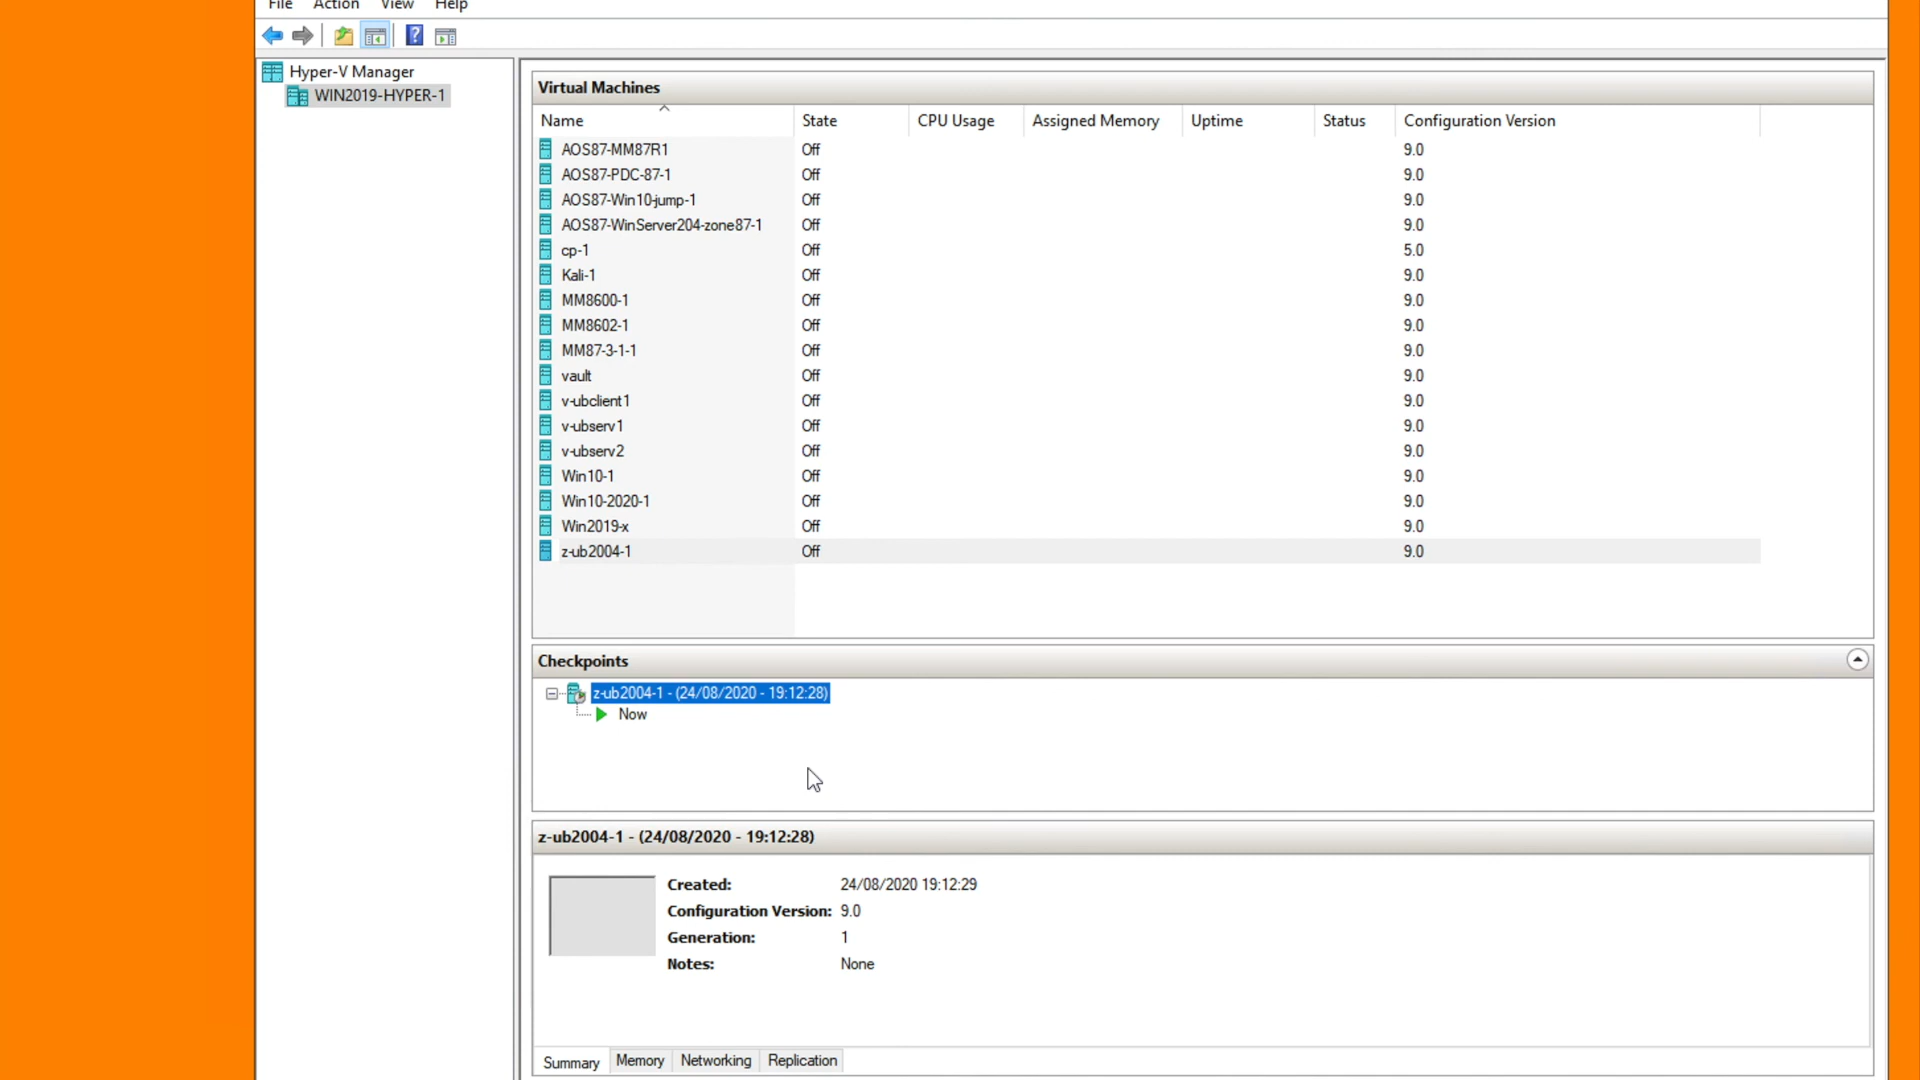 File Action View Help
Hyper-V Manager
WIN2019-HYPER-1
Virtual Machines
Name State CPU Usage Assigned Memory Uptime Status Configuration Version
AOS87-MM87R1 Off 9.0
AOS87-PDC-87-1 Off 9.0
AOS87-Win10-jump-1 Off 9.0
AOS87-WinServer204-zone87-1 Off 9.0
cp-1 Off 5.0
Kali-1 Off 9.0
MM8600-1 Off 9.0
MM8602-1 Off 9.0
MM87-3-1-1 Off 9.0
vault Off 9.0
v-ubclient1 Off 9.0
v-ubserv1 Off 9.0
v-ubserv2 Off 9.0
Win10-1 Off 9.0
Win10-2020-1 Off 9.0
Win2019-x Off 9.0
z-ub2004-1 Off 9.0
Checkpoints
z-ub2004-1 - (24/08/2020 - 19:12:28)
Now
z-ub2004-1 - (24/08/2020 - 19:12:28)
Created: 24/08/2020 19:12:29
Configuration Version: 9.0
Generation: 1
Notes: None
Summary Memory Networking Replication